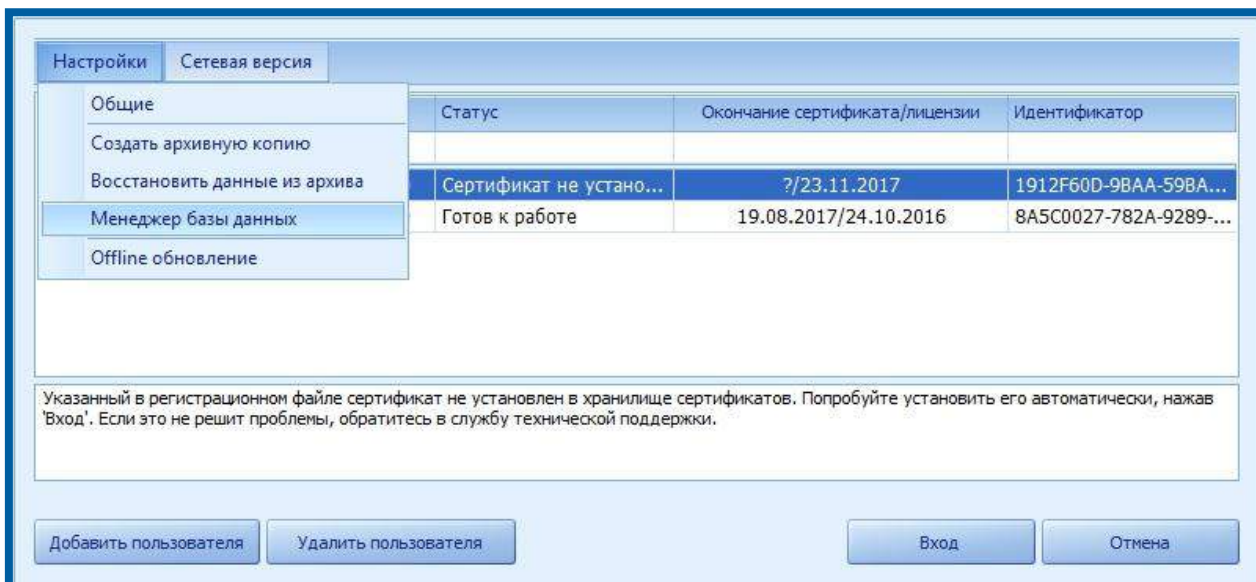 Настройки Сетевая версия
Общие
Статус Окончание сертификата/лицензии Идентификатор
Создать архивную копию
Восстановить данные из архива
Сертификат не устано... ?/23.11.2017 1912F60D-9BAA-59BA...
Менеджер базы данных
Готов к работе 19.08.2017/24.10.2016 8A5C0027-782A-9289-...
Offline обновление
Указанный в регистрационном файле сертификат не установлен в хранилище сертификатов. Попробуйте установить его автоматически, нажав
'Вход'. Если это не решит проблемы, обратитесь в службу технической поддержки.
Добавить пользователя Удалить пользователя Вход Отмена